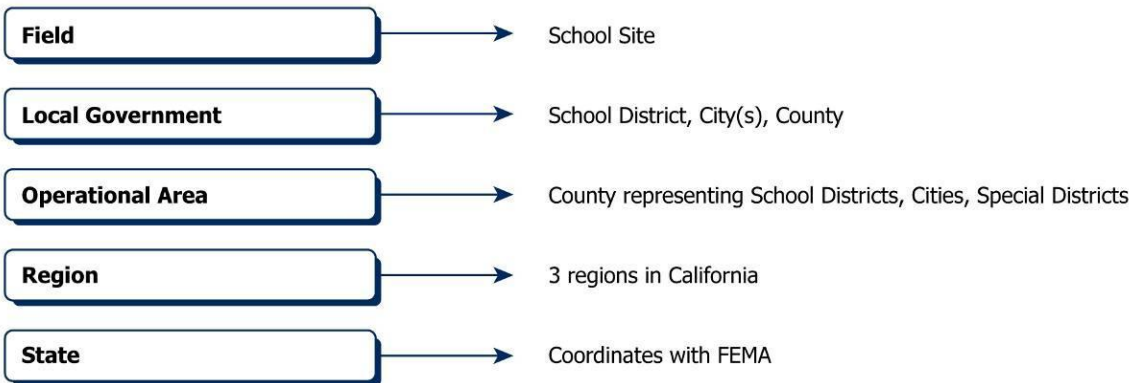 Field School Site
Local Government School District, City(s), County
Operational Area County representing School Districts, Cities, Special Districts
Region 3 regions in California
State Coordinates with FEMA